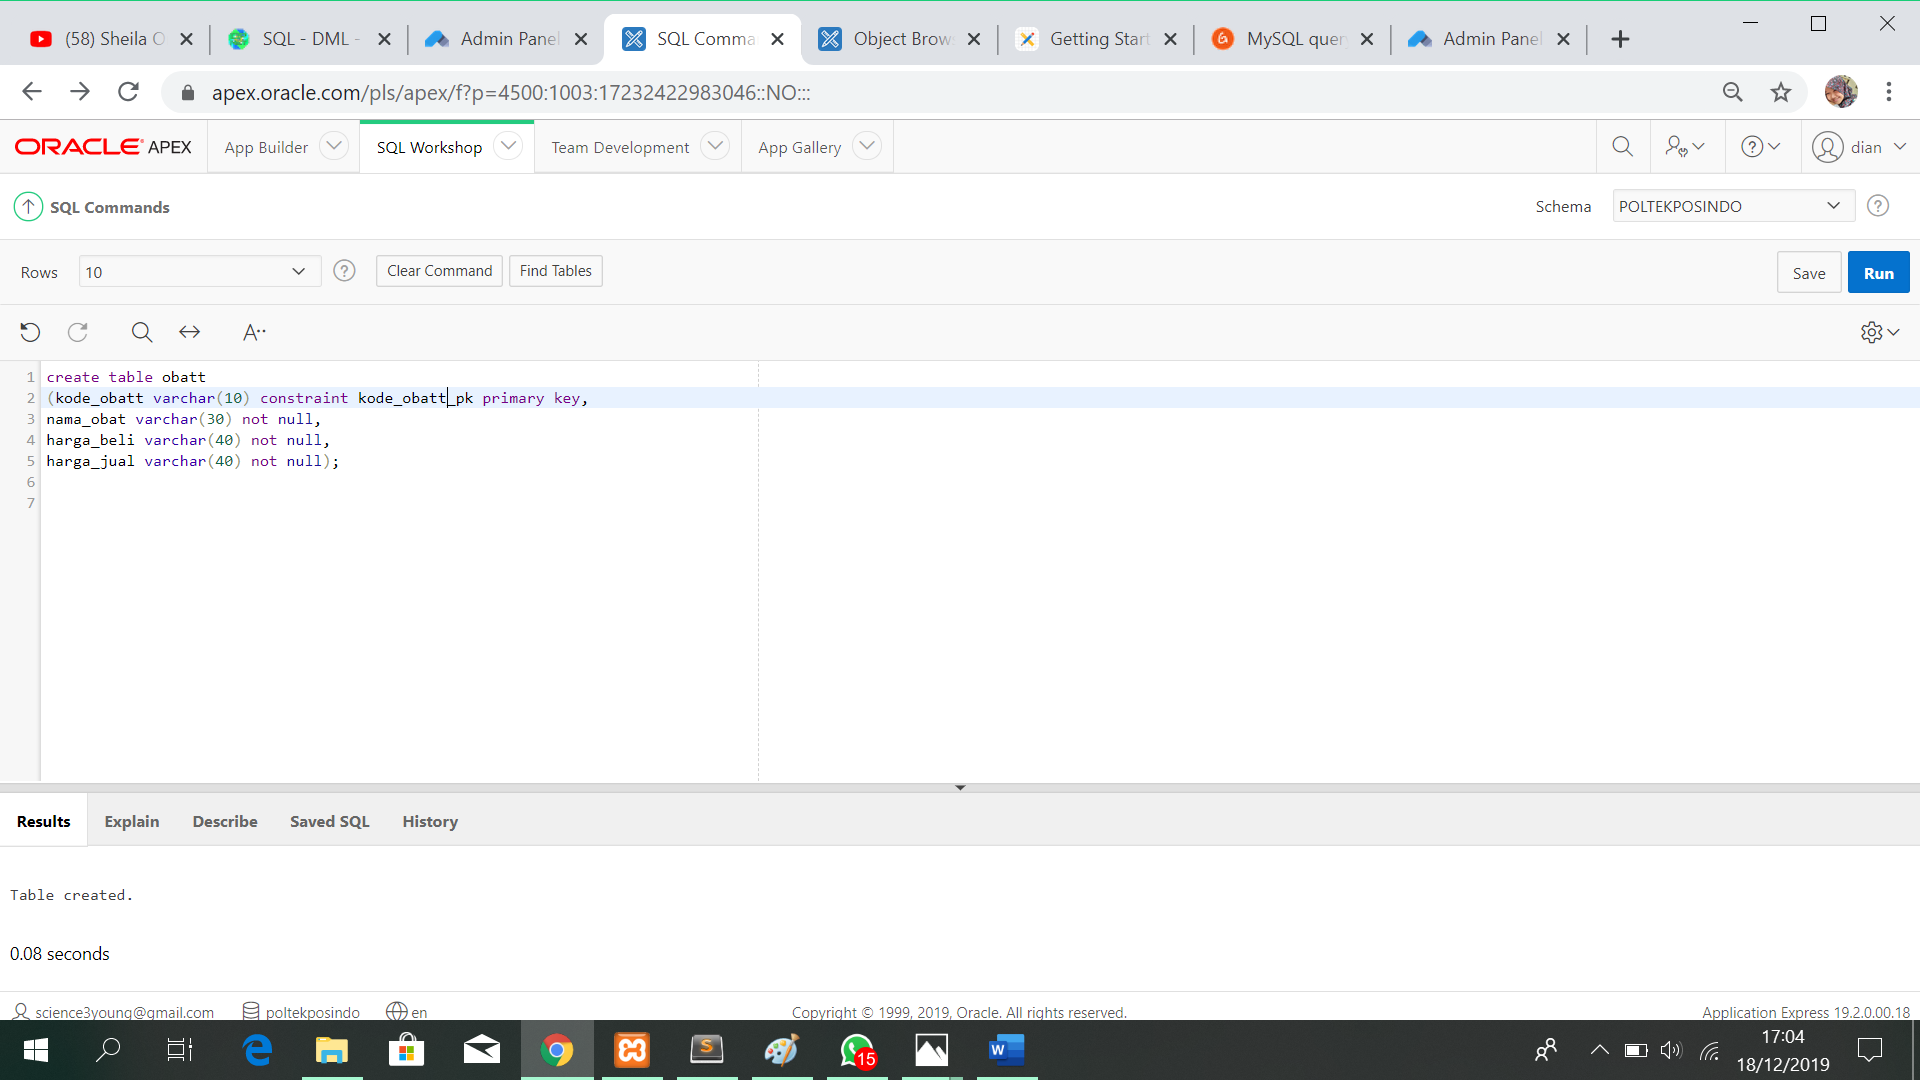 (58) Sheila O
SQL - DML -
Admin Panel
SQL Comma
Object Brow
Getting Start
MySQL quer
Admin Panel
apex.oracle.com/pls/apex/f?p=4500:1003:17232422983046::NO:::
ORACLE APEX
App Builder
SQL Workshop
Team Development
App Gallery
dian
SQL Commands
Schema
POLTEKPOSINDO
Rows
10
Clear Command
Find Tables
Save
Run
1 create table obatt
2 (kode_obatt varchar(10) constraint kode_obatt_pk primary key,
3 nama_obat varchar(30) not null,
4 harga_beli varchar(40) not null,
5 harga_jual varchar(40) not null);
6
7
Results
Explain
Describe
Saved SQL
History
Table created.
0.08 seconds
science3young@gmail.com
poltekposindo
en
Copyright © 1999, 2019, Oracle. All rights reserved.
Application Express 19.2.0.00.18
15
17:04
18/12/2019